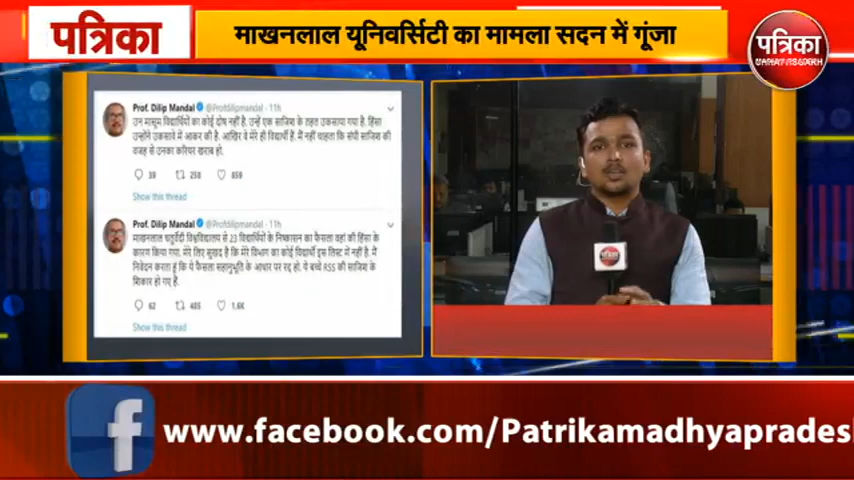 पत्रिका
माखनलाल यूनिवर्सिटी का मामला सदन में गूंजा
पत्रिका
Prof. Dilip Mandal @Profdilipmandal · 11h
उन मासूम विद्यार्थियों का कोई दोष नहीं है. उन्हें एक साजिश के तहत उकसाया गया है. हिंसा
उन्होंने उकसावे में आकर की है. आखिर वे मेरे ही विद्यार्थी हैं. मैं नहीं चाहता कि संघी साजिश की
वजह से उनका करियर खराब हो.
39 258 859
Show this thread
Prof. Dilip Mandal @Profdilipmandal · 11h
माखनलाल चतुर्वेदी विश्वविद्यालय से 23 विद्यार्थियों के निष्कासन का फैसला वहां की हिंसा के
कारण किया गया. मेरे लिए सुखद है कि मेरे विभाग का कोई विद्यार्थी इस लिस्ट में नहीं है. मैं
निवेदन करता हूं कि ये फैसला सहानुभूति के आधार पर रद्द हो. ये बच्चे RSS की साजिश के
शिकार हो गए हैं.
62 405 1.6K
Show this thread
पत्रिका
f www.facebook.com/Patrikamadhyapradesh